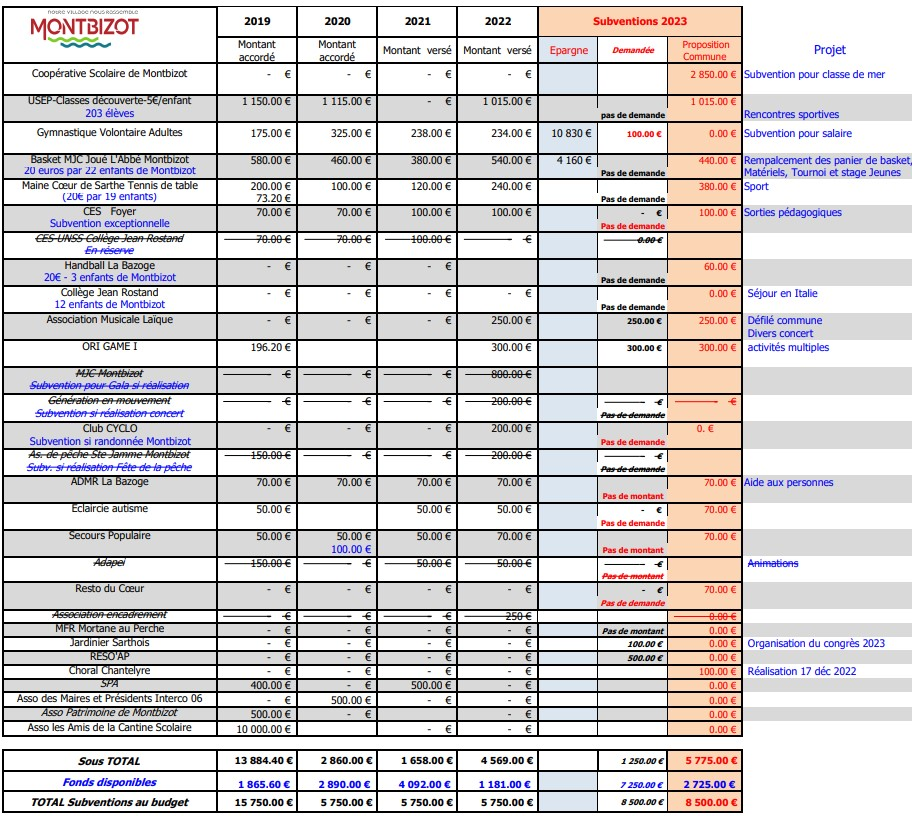 NOTRE VILLAGE NOUS RASSEMBLE
MONTBIZOT
2019 2020 2021 2022 Subventions 2023
Montant accordé Montant accordé Montant versé Montant versé Epargne Demandée Proposition Commune Projet
Coopérative Scolaire de Montbizot - € - € - € - € 2 850.00 € Subvention pour classe de mer
USEP-Classes découverte-5€/enfant 1 150.00 € 1 115.00 € - € 1 015.00 € 1 015.00 €
203 élèves pas de demande Rencontres sportives
Gymnastique Volontaire Adultes 175.00 € 325.00 € 238.00 € 234.00 € 10 830 € 100.00 € 0.00 € Subvention pour salaire
Basket MJC Joué L'Abbé Montbizot 580.00 € 460.00 € 380.00 € 540.00 € 4 160 € 440.00 € Rempalcement des panier de basket,
20 euros par 22 enfants de Montbizot Pas de demande Matériels, Tournoi et stage Jeunes
Maine Cœur de Sarthe Tennis de table 200.00 € 100.00 € 120.00 € 240.00 € 380.00 € Sport
(20€ par 19 enfants) 73.20 € Pas de demande
CES Foyer 70.00 € 70.00 € 100.00 € 100.00 € - € 100.00 € Sorties pédagogiques
Subvention exceptionnelle Pas de demande
CES UNSS Collège Jean Rostand 70.00 € 70.00 € 100.00 € - € 0.00 €
En réserve
Handball La Bazoge - € - € - € 60.00 €
20€ - 3 enfants de Montbizot Pas de demande
Collège Jean Rostand - € - € - € - € 0.00 € Séjour en Italie
12 enfants de Montbizot Pas de demande
Association Musicale Laïque - € - € - € 250.00 € 250.00 € 250.00 € Défilé commune
Divers concert
ORI GAME I 196.20 € 300.00 € 300.00 € 300.00 € activités multiples
MJC Montbizot - € - € - € 800.00 €
Subvention pour Gala si réalisation
Génération en mouvement - € - € - € 200.00 € - € - €
Subvention si réalisation concert Pas de demande
Club CYCLO - € - € - € 200.00 € 0. €
Subvention si randonnée Montbizot Pas de demande
As. de pêche Ste Jamme Montbizot 150.00 € - € - € 200.00 € - €
Subv. si réalisation Fête de la pêche Pas de demande
ADMR La Bazoge 70.00 € 70.00 € 70.00 € 70.00 € 70.00 € Aide aux personnes
Pas de montant
Eclaircie autisme 50.00 € 50.00 € 50.00 € - € 70.00 €
Pas de demande
Secours Populaire 50.00 € 50.00 € 50.00 € 70.00 € 70.00 €
100.00 € Pas de montant
Adapei 150.00 € - € 50.00 € 50.00 € - € Animations
Pas de montant
Resto du Cœur - € - € - € - € - € 70.00 €
Pas de demande
Association encadrement - € - € - € 250 € 0.00 €
MFR Mortane au Perche - € - € - € - € Pas de montant 0.00 €
Jardinier Sarthois - € - € - € - € 100.00 € 0.00 € Organisation du congrès 2023
RESO'AP - € - € - € - € 500.00 € 0.00 €
Choral Chantelyre - € - € - € - € 100.00 € Réalisation 17 déc 2022
SPA 400.00 € - € 500.00 € - € 0.00 €
Asso des Maires et Présidents Interco 06 - € 500.00 € - € - € 0.00 €
Asso Patrimoine de Montbizot 500.00 € - € 0.00 €
Asso les Amis de la Cantine Scolaire 10 000.00 € - € - € 0.00 €
Sous TOTAL 13 884.40 € 2 860.00 € 1 658.00 € 4 569.00 € 1 250.00 € 5 775.00 €
Fonds disponibles 1 865.60 € 2 890.00 € 4 092.00 € 1 181.00 € 7 250.00 € 2 725.00 €
TOTAL Subventions au budget 15 750.00 € 5 750.00 € 5 750.00 € 5 750.00 € 8 500.00 € 8 500.00 €